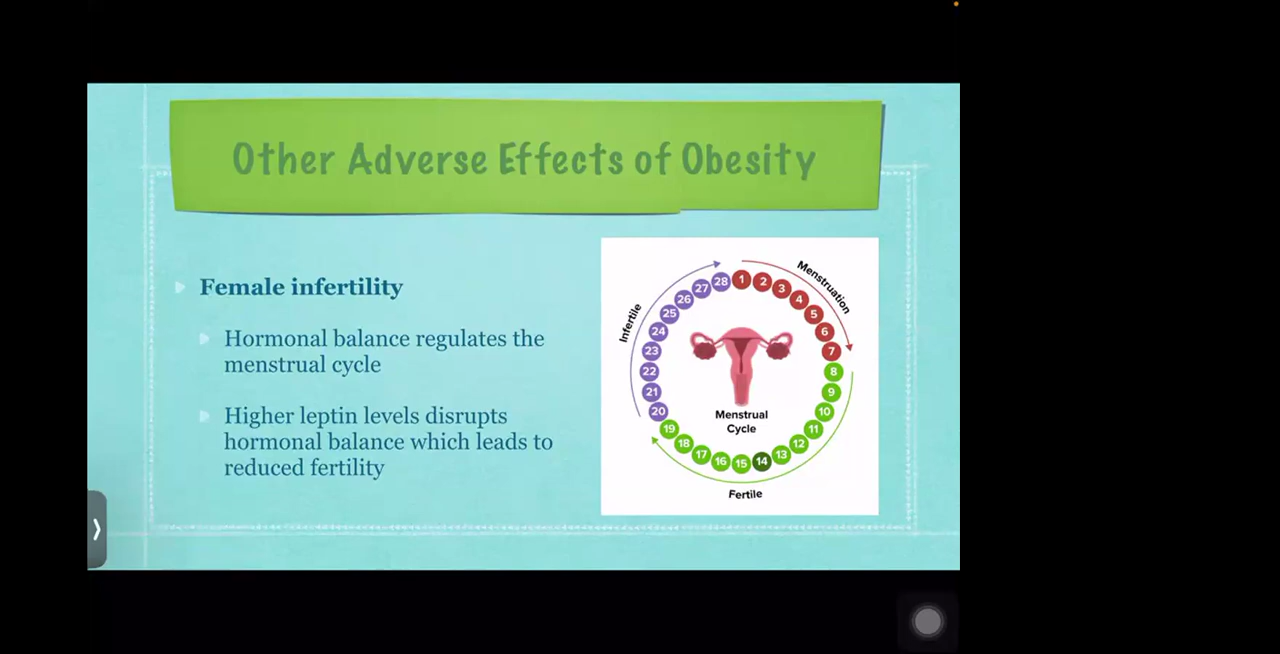 Other Adverse Effects of Obesity
Female infertility
Hormonal balance regulates the
menstrual cycle
Higher leptin levels disrupts
hormonal balance which leads to
reduced fertility
Menstruation
Infertile
Fertile
Menstrual
Cycle
1
2
3
4
5
6
7
8
9
10
11
12
13
14
15
16
17
18
19
20
21
22
23
24
25
26
27
28